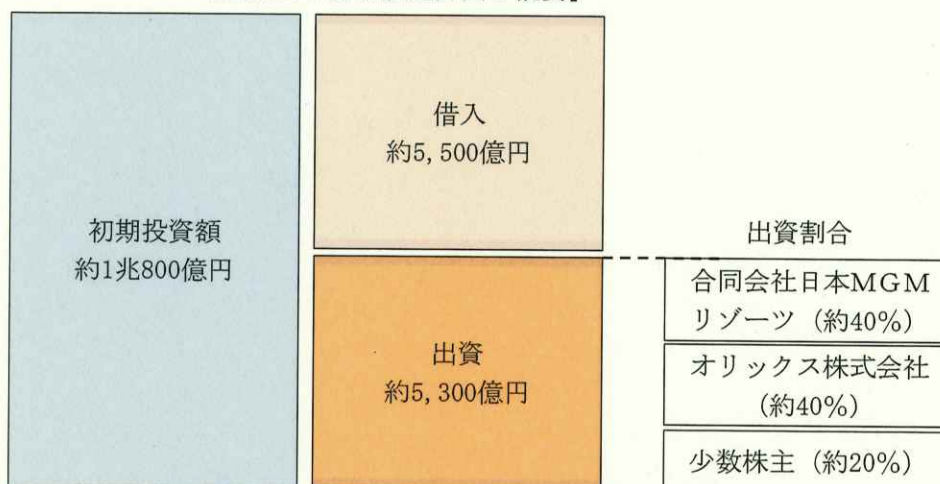 初期投資額
約1兆800億円
借入
約5,500億円
出資
約5,300億円
出資割合
合同会社日本MGM
リゾーツ (約40%)
オリックス株式会社
(約40%)
少数株主 (約20%)